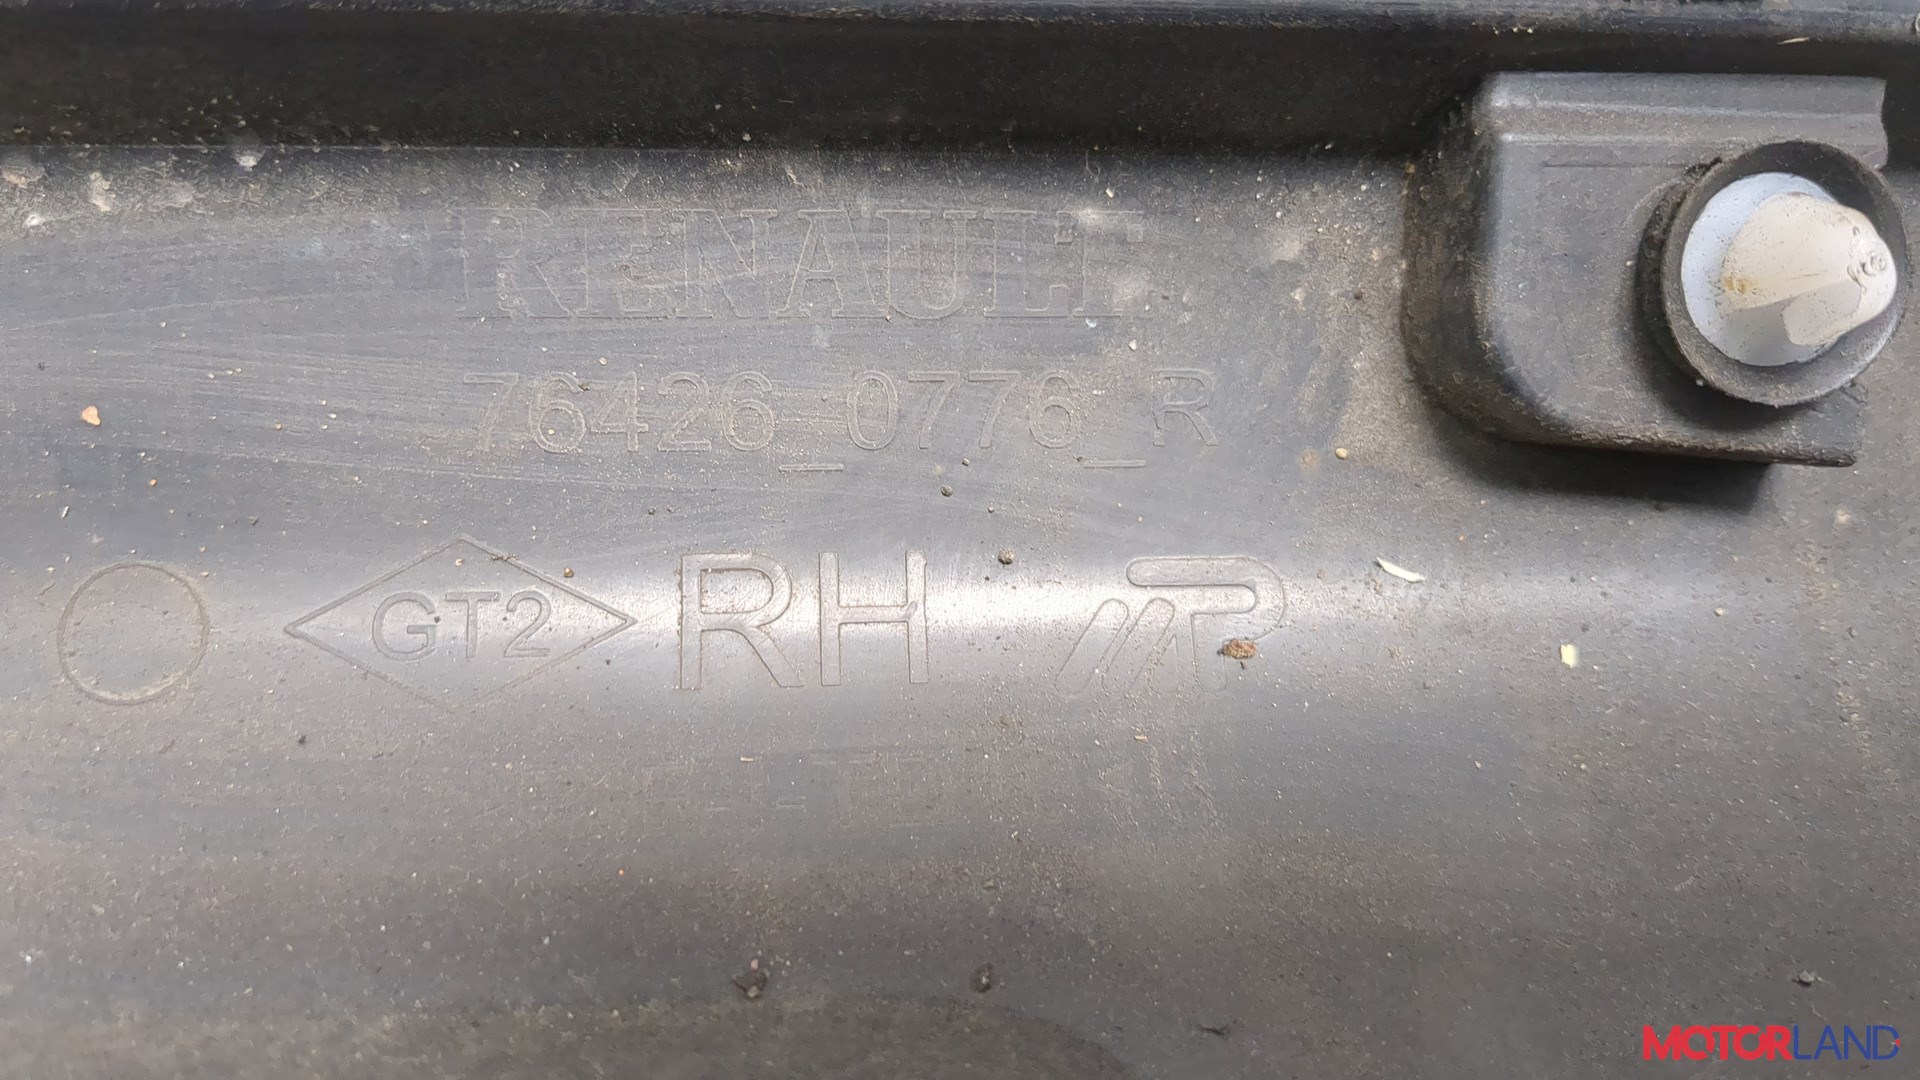 RENAULT
76426_0776_R
GT2 RH
MOTORLAND